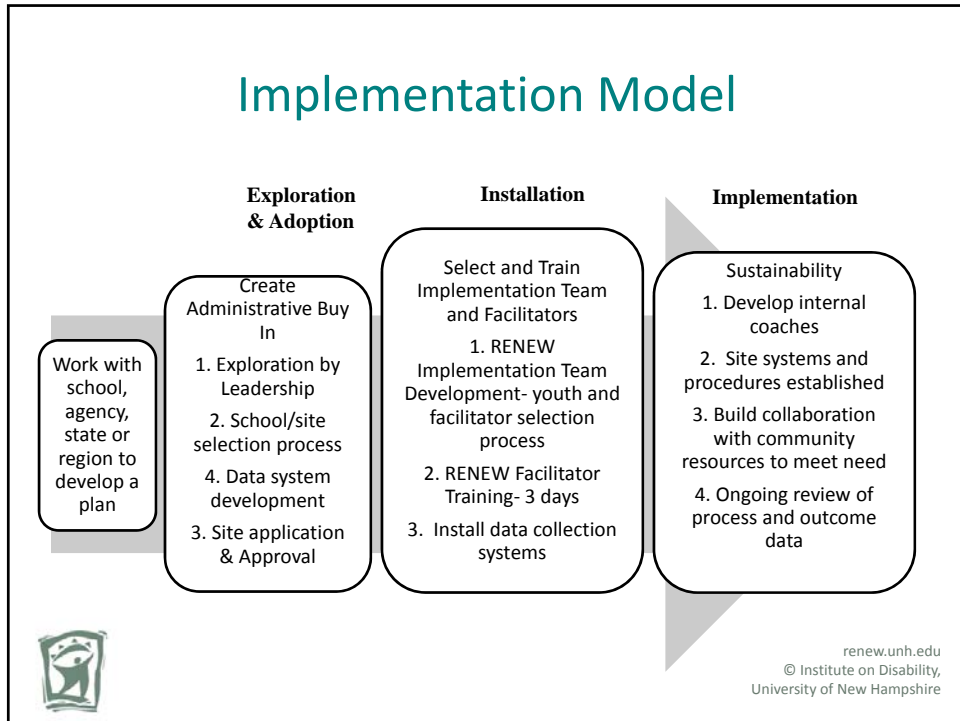 Implementation Model
Exploration
& Adoption
Installation
Implementation
Work with
school,
agency,
state or
region to
develop a
plan
Create
Administrative Buy
In
1. Exploration by
Leadership
2. School/site
selection process
4. Data system
development
3. Site application
& Approval
Select and Train
Implementation Team
and Facilitators
1. RENEW
Implementation Team
Development- youth and
facilitator selection
process
2. RENEW Facilitator
Training- 3 days
3. Install data collection
systems
Sustainability
1. Develop internal
coaches
2. Site systems and
procedures established
3. Build collaboration
with community
resources to meet need
4. Ongoing review of
process and outcome
data
renew.unh.edu
© Institute on Disability,
University of New Hampshire